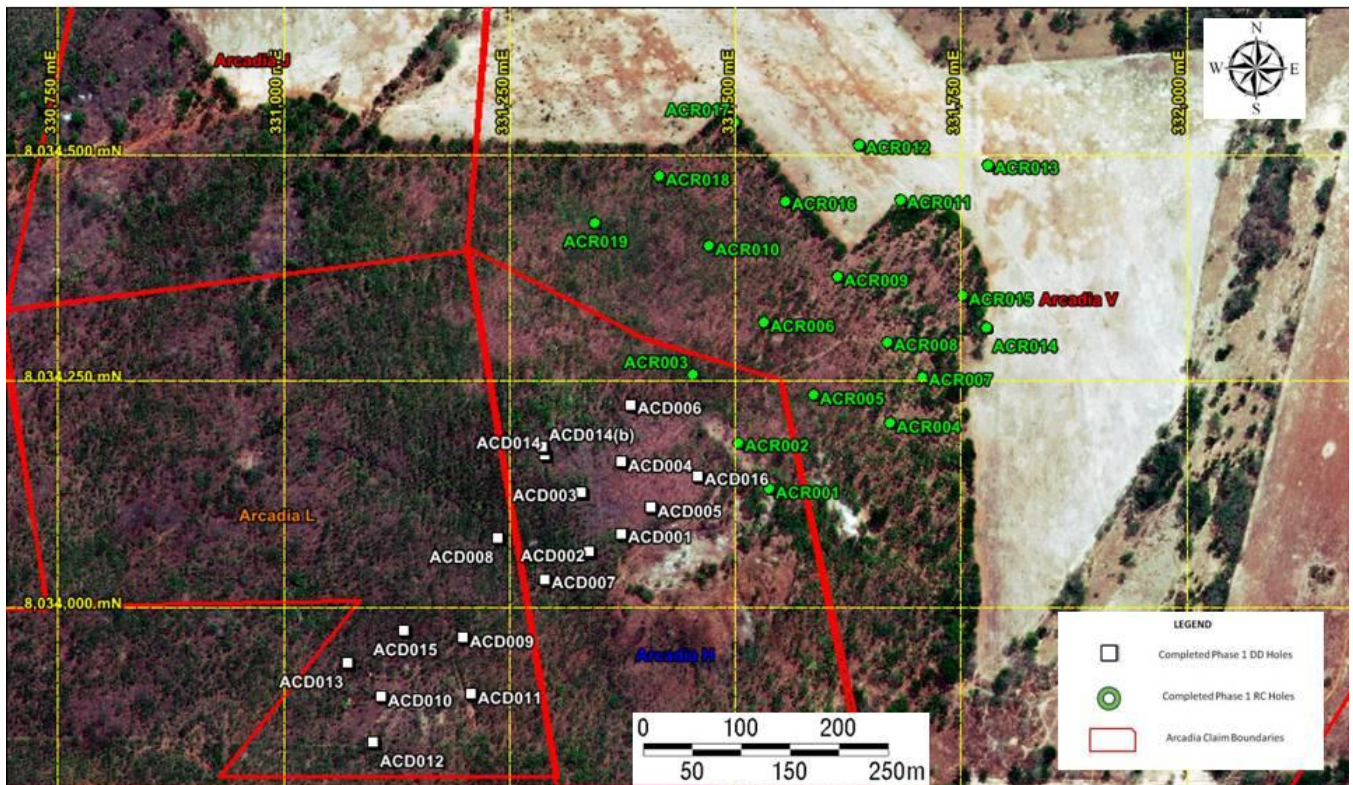 330,750 mE
331,000 mE
331,250 mE
331,500 mE
331,750 mE
332,000 mE
N
W E
S
Arcadia J
ACR017
8,034,500 mN
ACR012
ACR013
ACR018
ACR016
ACR011
ACR019
ACR010
ACR009
ACR015
Arcadia V
ACR006
ACR008
ACR014
ACR003
8,034,250 mN
ACR007
ACR005
ACD006
ACR004
ACD014
ACD014(b)
ACR002
ACD004
ACD016
ACD003
ACR001
ACD005
Arcadia L
ACD001
ACD008
ACD002
ACD007
8,034,000 mN
ACD009
ACD015
Arcadia H
ACD013
ACD010
ACD011
ACD012
LEGEND
Completed Phase 1 DD Holes
Completed Phase 1 RC Holes
Arcadia Claim Boundaries
0 100 200
50 150 250m